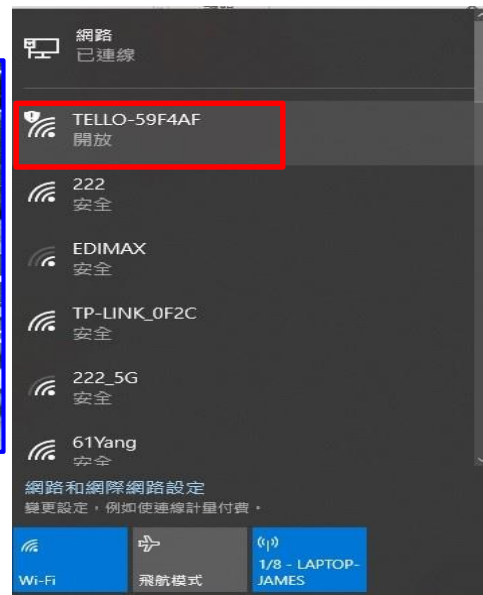 網路
已連線
TELLO-59F4AF
開放
222
安全
EDIMAX
安全
TP-LINK_0F2C
安全
222_5G
安全
61Yang
安全
網路和網際網路設定
變更設定，例如使連線計量付費。
Wi-Fi
飛航模式
1/8 - LAPTOP-
JAMES